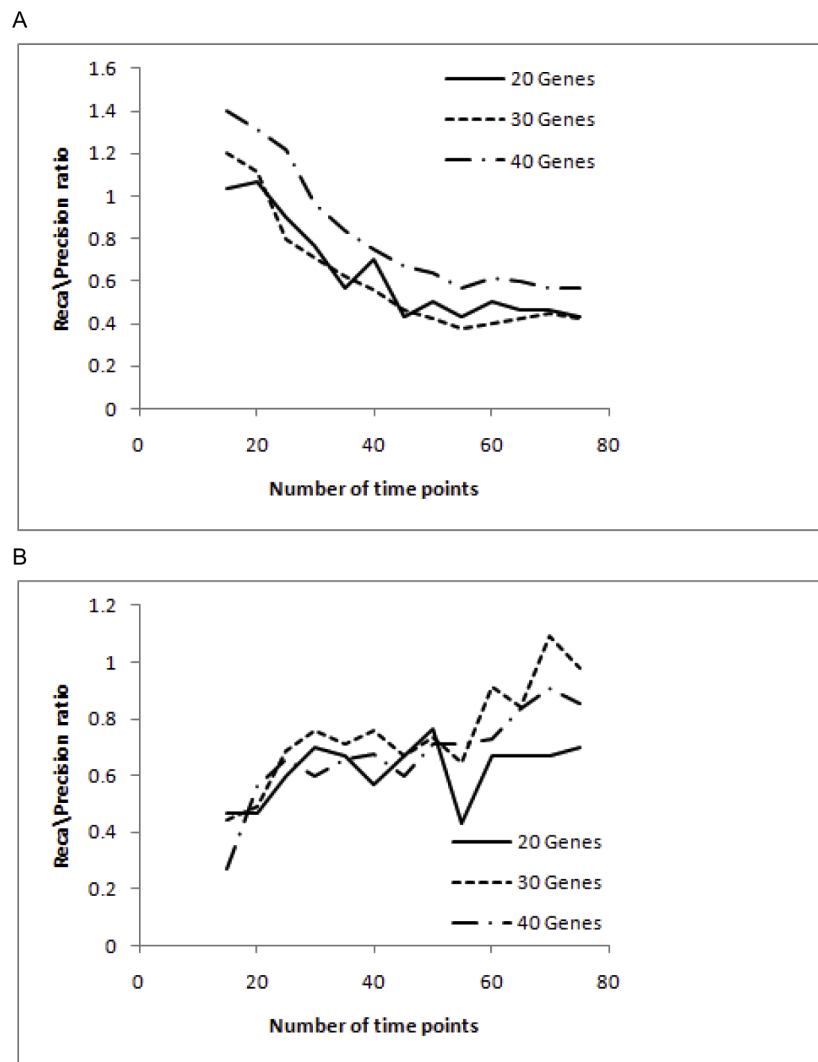 A
1.6
1.4
1.2
1
0.8
0.6
0.4
0.2
0
0 20 40 60 80
Reca\Precision ratio
Number of time points
20 Genes
30 Genes
40 Genes
B
1.2
1
0.8
0.6
0.4
0.2
0
0 20 40 60 80
Reca\Precision ratio
Number of time points
20 Genes
30 Genes
40 Genes